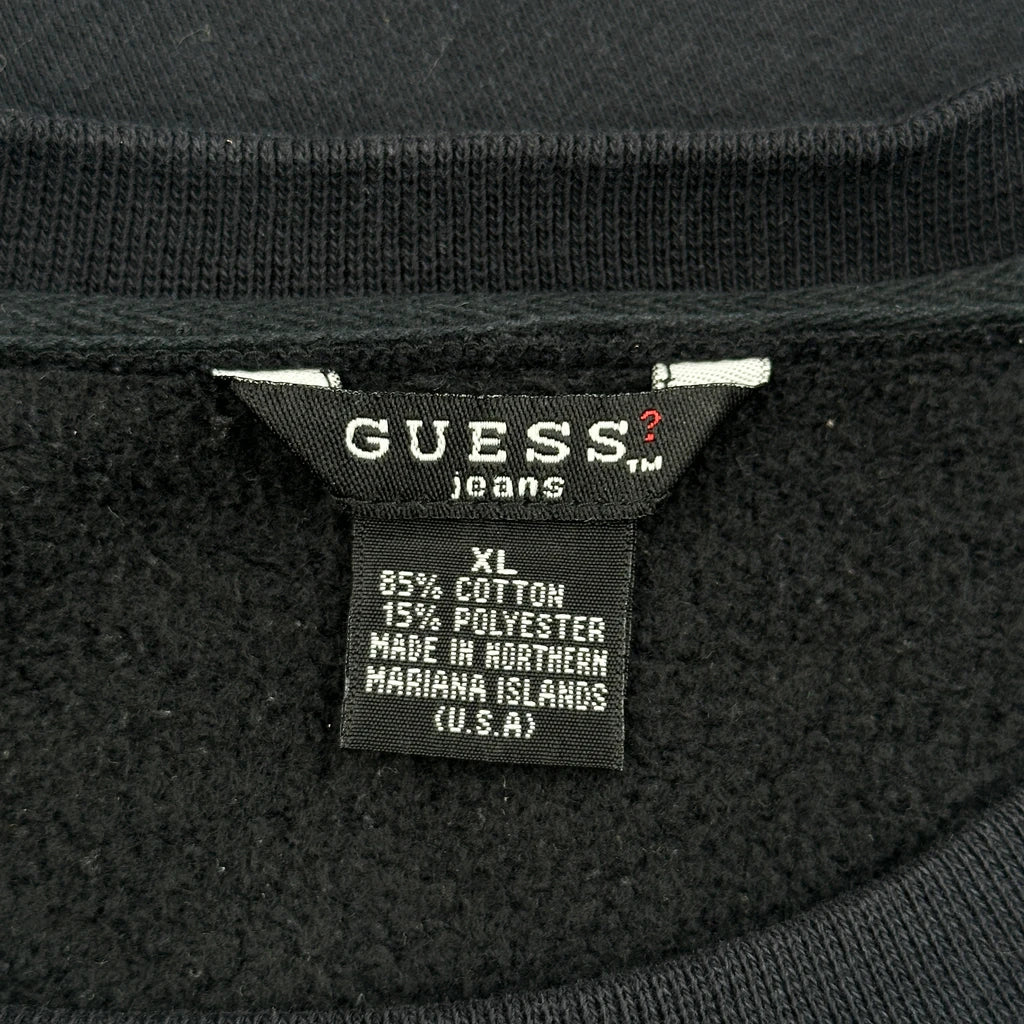 GUESS?™
jeans
XL
85% COTTON
15% POLYESTER
MADE IN NORTHERN
MARIANA ISLANDS
(U.S.A)